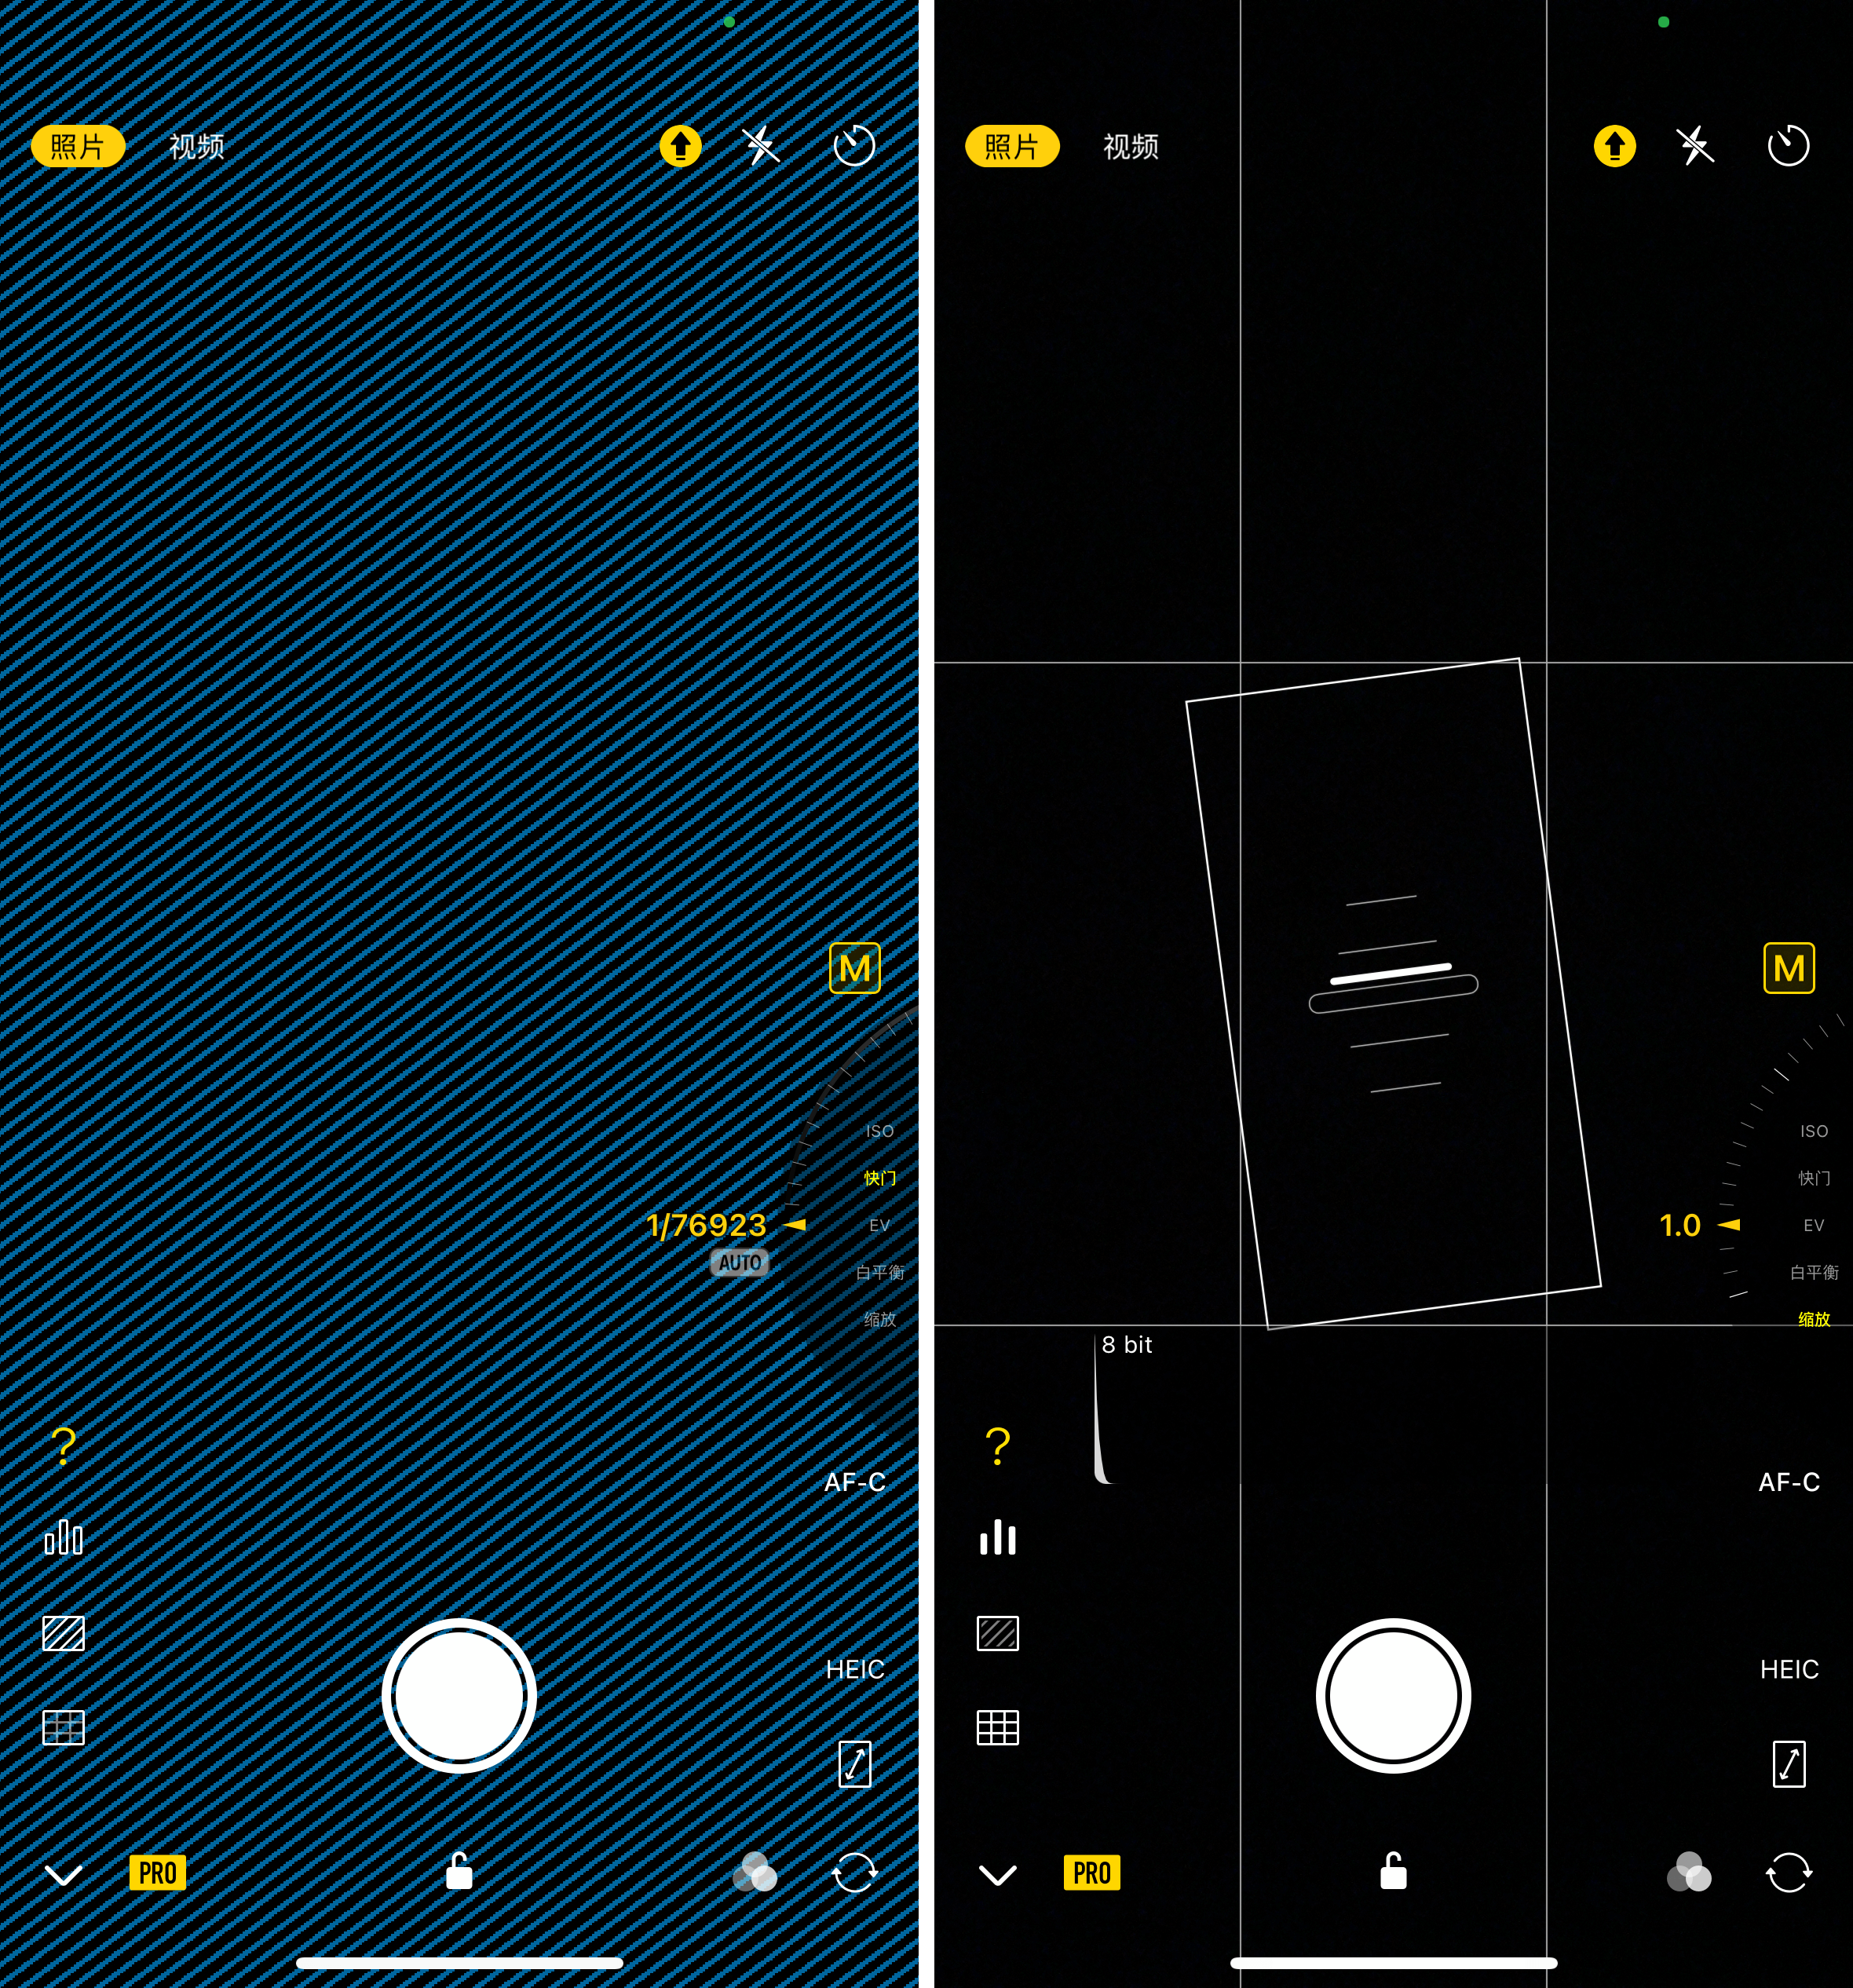 照片 视频
M
ISO
快门
1/76923
EV
AUTO
白平衡
缩放
?
AF-C
HEIC
PRO
照片 视频
M
ISO
快门
1.0
EV
白平衡
缩放
8 bit
?
AF-C
HEIC
PRO